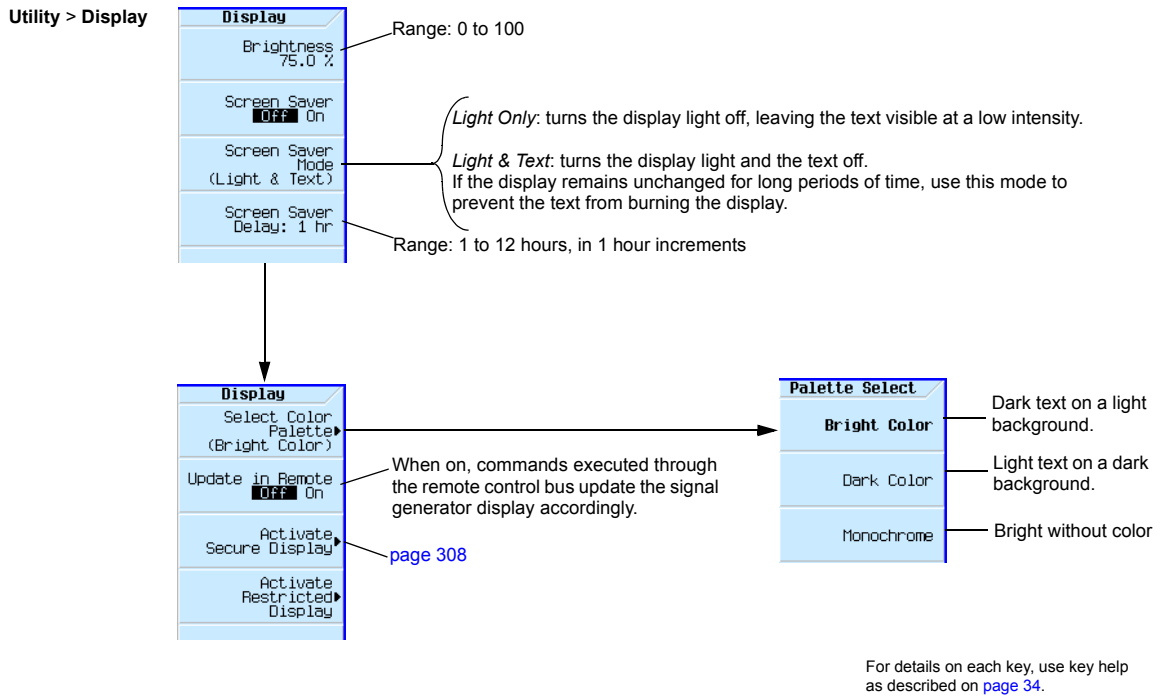 Utility > Display
Display
Brightness
75.0 %
Range: 0 to 100
Screen Saver
Off On
Screen Saver
Mode
(Light & Text)
Light Only: turns the display light off, leaving the text visible at a low intensity.
Light & Text: turns the display light and the text off.
If the display remains unchanged for long periods of time, use this mode to
prevent the text from burning the display.
Screen Saver
Delay: 1 hr
Range: 1 to 12 hours, in 1 hour increments
Display
Select Color
Palette
(Bright Color)
Update in Remote
Off On
When on, commands executed through
the remote control bus update the signal
generator display accordingly.
Activate
Secure Display
page 308
Activate
Restricted
Display
Palette Select
Bright Color
Dark text on a light
background.
Dark Color
Light text on a dark
background.
Monochrome
Bright without color
For details on each key, use key help
as described on page 34.